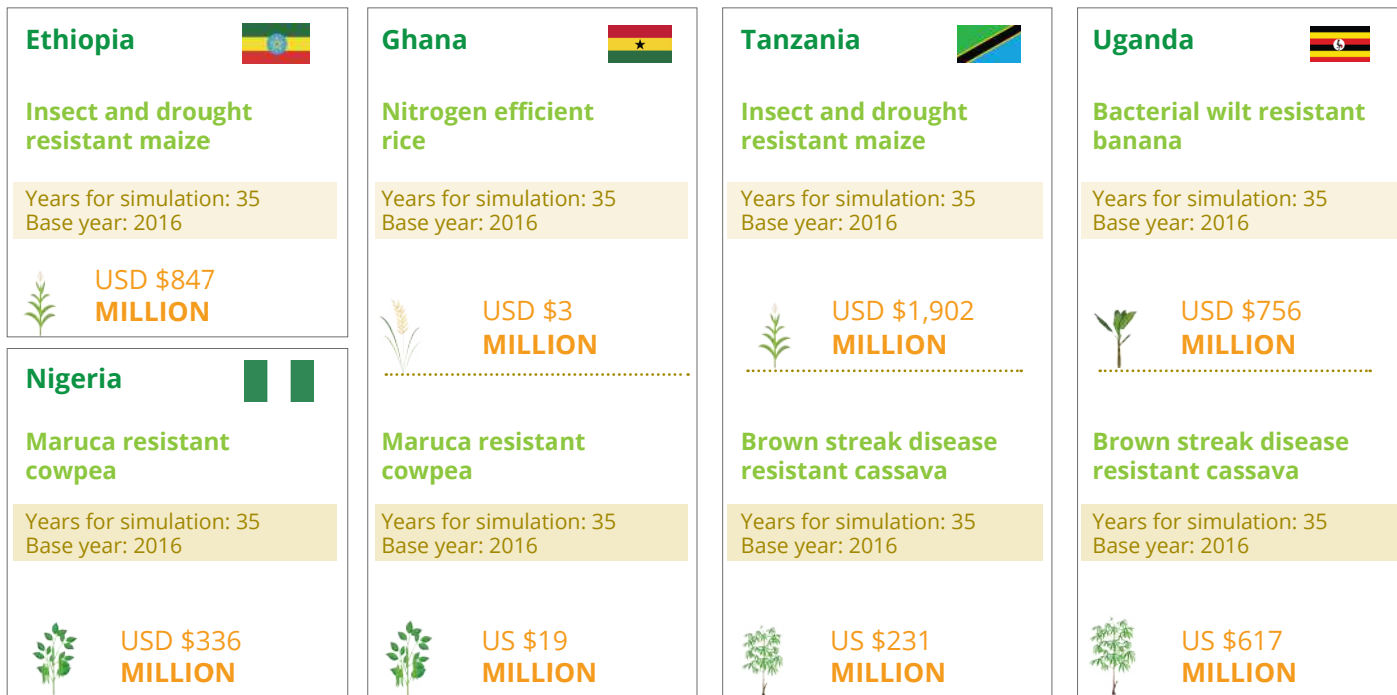 Ethiopia
Insect and drought
resistant maize
Years for simulation: 35
Base year: 2016
USD $847
MILLION
Nigeria
Maruca resistant
cowpea
Years for simulation: 35
Base year: 2016
USD $336
MILLION
Ghana
Nitrogen efficient
rice
Years for simulation: 35
Base year: 2016
USD $3
MILLION
Maruca resistant
cowpea
Years for simulation: 35
Base year: 2016
US $19
MILLION
Tanzania
Insect and drought
resistant maize
Years for simulation: 35
Base year: 2016
USD $1,902
MILLION
Brown streak disease
resistant cassava
Years for simulation: 35
Base year: 2016
US $231
MILLION
Uganda
Bacterial wilt resistant
banana
Years for simulation: 35
Base year: 2016
USD $756
MILLION
Brown streak disease
resistant cassava
Years for simulation: 35
Base year: 2016
US $617
MILLION